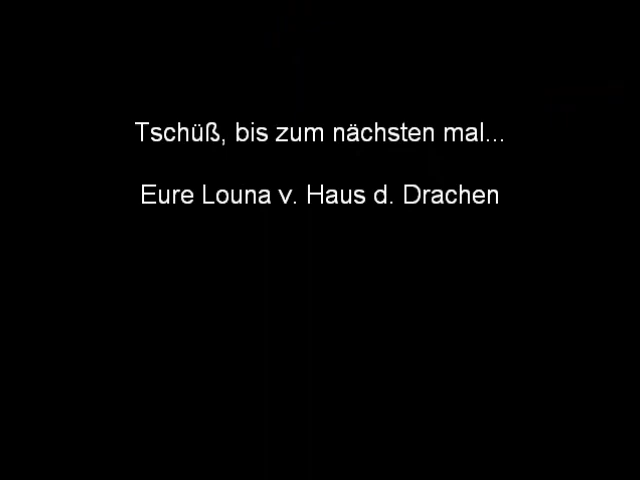 Tschüß, bis zum nächsten mal...
Eure Louna v. Haus d. Drachen